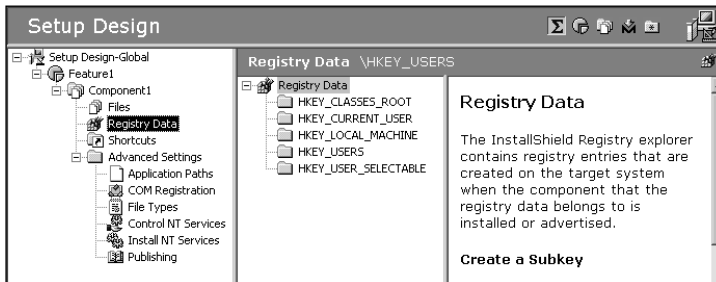 Setup Design
Setup Design-Global
Feature1
Component1
Files
Registry Data
Shortcuts
Advanced Settings
Application Paths
COM Registration
File Types
Control NT Services
Install NT Services
Publishing
Registry Data \HKEY_USERS
Registry Data
HKEY_CLASSES_ROOT
HKEY_CURRENT_USER
HKEY_LOCAL_MACHINE
HKEY_USERS
HKEY_USER_SELECTABLE
Registry Data
The InstallShield Registry explorer
contains registry entries that are
created on the target system
when the component that the
registry data belongs to is
installed or advertised.
Create a Subkey